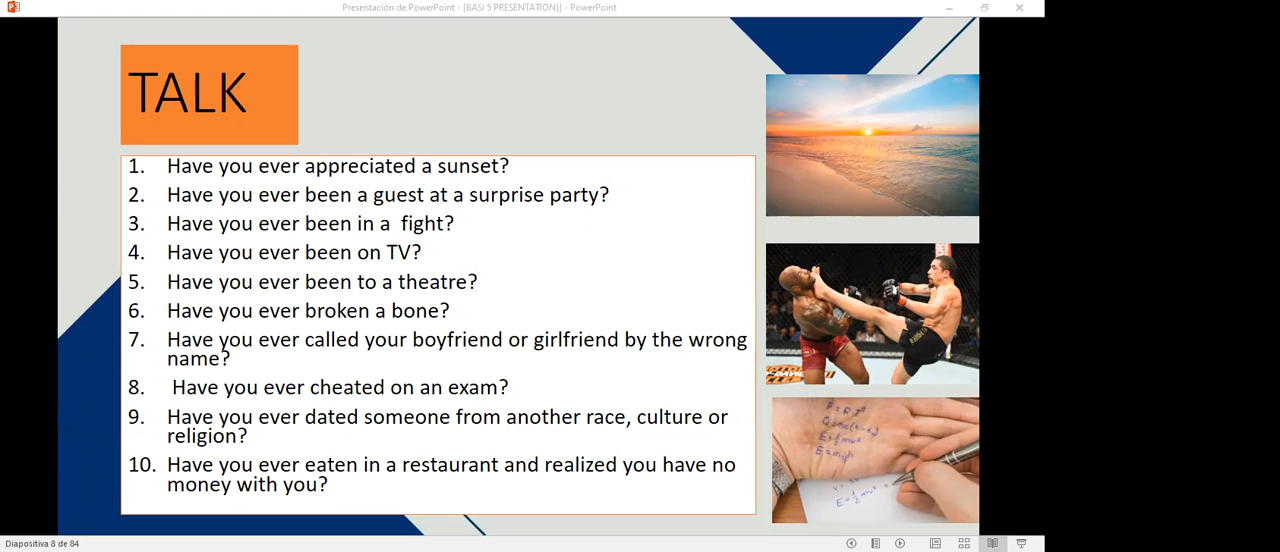 Presentación de PowerPoint - [BASI 5 PRESENTATION)] - PowerPoint
TALK
1. Have you ever appreciated a sunset?
2. Have you ever been a guest at a surprise party?
3. Have you ever been in a fight?
4. Have you ever been on TV?
5. Have you ever been to a theatre?
6. Have you ever broken a bone?
7. Have you ever called your boyfriend or girlfriend by the wrong
name?
8. Have you ever cheated on an exam?
9. Have you ever dated someone from another race, culture or
religion?
10. Have you ever eaten in a restaurant and realized you have no
money with you?
Diapositiva 8 de 84